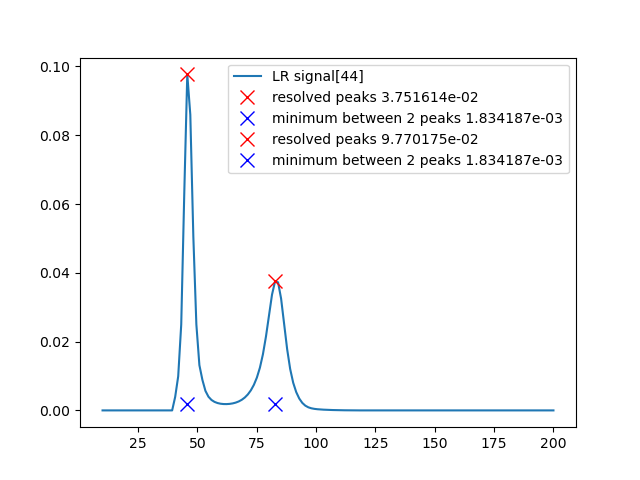 LR signal[44]
resolved peaks 3.751614e-02
minimum between 2 peaks 1.834187e-03
resolved peaks 9.770175e-02
minimum between 2 peaks 1.834187e-03
0.10
0.08
0.06
0.04
0.02
0.00
25 50 75 100 125 150 175 200